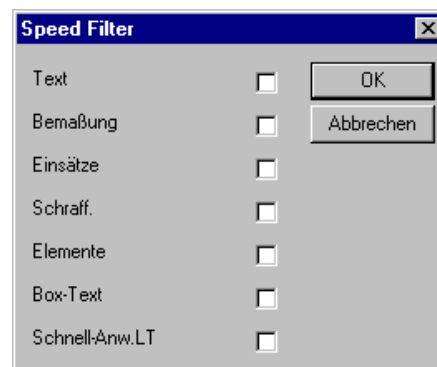 Speed Filter
Text
OK
Bemaßung
Abbrechen
Einsätze
Schraff.
Elemente
Box-Text
Schnell-Anw.LT